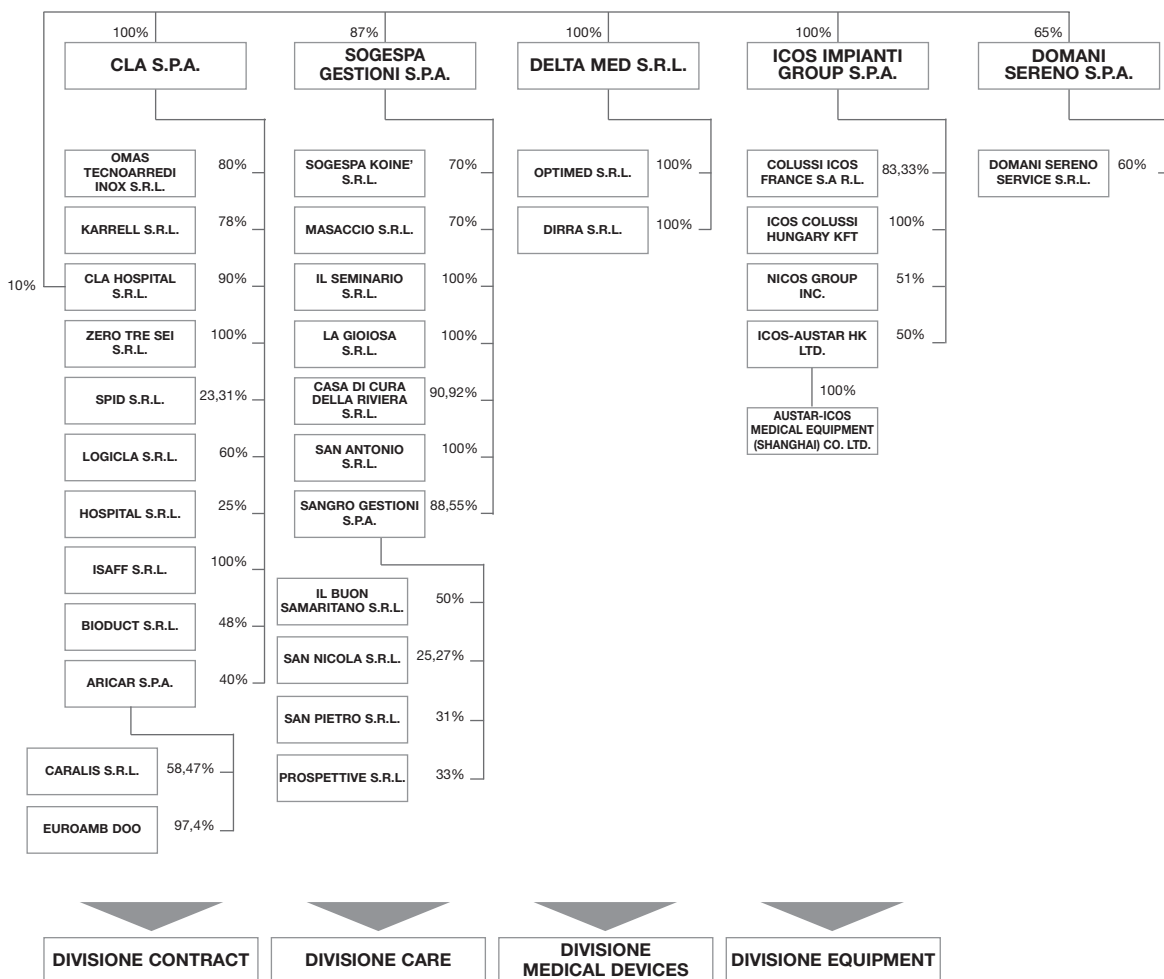 100%
87%
100%
100%
65%
CLA S.P.A.
SOGESPA
GESTIONI S.P.A.
DELTA MED S.R.L.
ICOS IMPIANTI
GROUP S.P.A.
DOMANI
SERENO S.P.A.
10%
OMAS
TECNOARREDI
INOX S.R.L.
80%
KARRELL S.R.L.
78%
CLA HOSPITAL
S.R.L.
90%
ZERO TRE SEI
S.R.L.
100%
SPID S.R.L.
23,31%
LOGICLA S.R.L.
60%
HOSPITAL S.R.L.
25%
ISAFF S.R.L.
100%
BIODUCT S.R.L.
48%
ARICAR S.P.A.
40%
CARALIS S.R.L.
58,47%
EUROAMB DOO
97,4%
SOGESPA KOINE’
S.R.L.
70%
MASACCIO S.R.L.
70%
IL SEMINARIO
S.R.L.
100%
LA GIOIOSA
S.R.L.
100%
CASA DI CURA
DELLA RIVIERA
S.R.L.
90,92%
SAN ANTONIO
S.R.L.
100%
SANGRO GESTIONI
S.P.A.
88,55%
IL BUON
SAMARITANO S.R.L.
50%
SAN NICOLA S.R.L.
25,27%
SAN PIETRO S.R.L.
31%
PROSPETTIVE S.R.L.
33%
OPTIMED S.R.L.
100%
DIRRA S.R.L.
100%
COLUSSI ICOS
FRANCE S.A R.L.
83,33%
ICOS COLUSSI
HUNGARY KFT
100%
NICOS GROUP
INC.
51%
ICOS-AUSTAR HK
LTD.
50%
100%
AUSTAR-ICOS
MEDICAL EQUIPMENT
(SHANGHAI) CO. LTD.
DOMANI SERENO
SERVICE S.R.L.
60%
DIVISIONE CONTRACT
DIVISIONE CARE
DIVISIONE
MEDICAL DEVICES
DIVISIONE EQUIPMENT